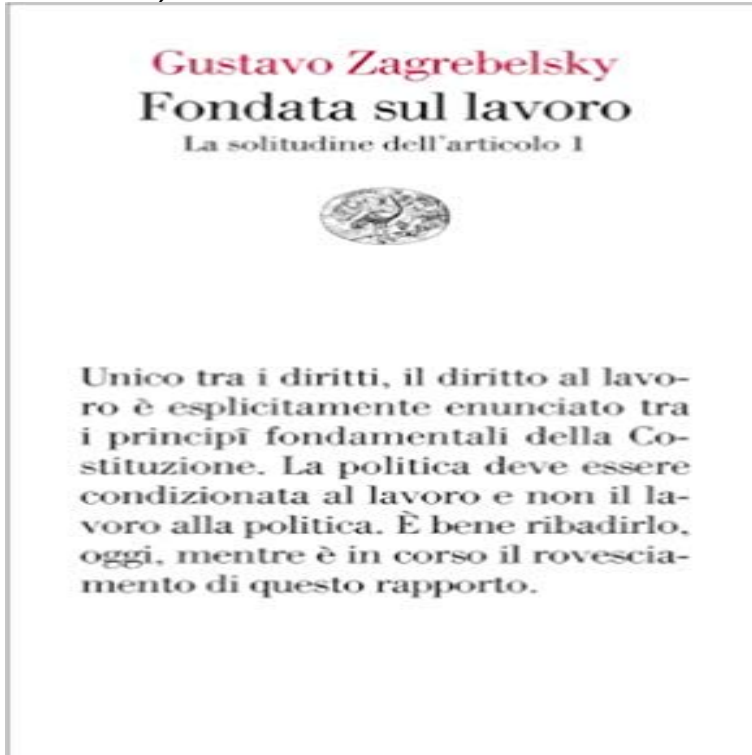 Gustavo Zagrebelsky
Fondata sul lavoro
La solitudine dell'articolo 1
Unico tra i diritti, il diritto al lavo-
ro è esplicitamente enunciato tra
i principî fondamentali della Co-
stituzione. La politica deve essere
condizionata al lavoro e non il la-
voro alla politica. È bene ribadirlo,
oggi, mentre è in corso il rovescia-
mento di questo rapporto.